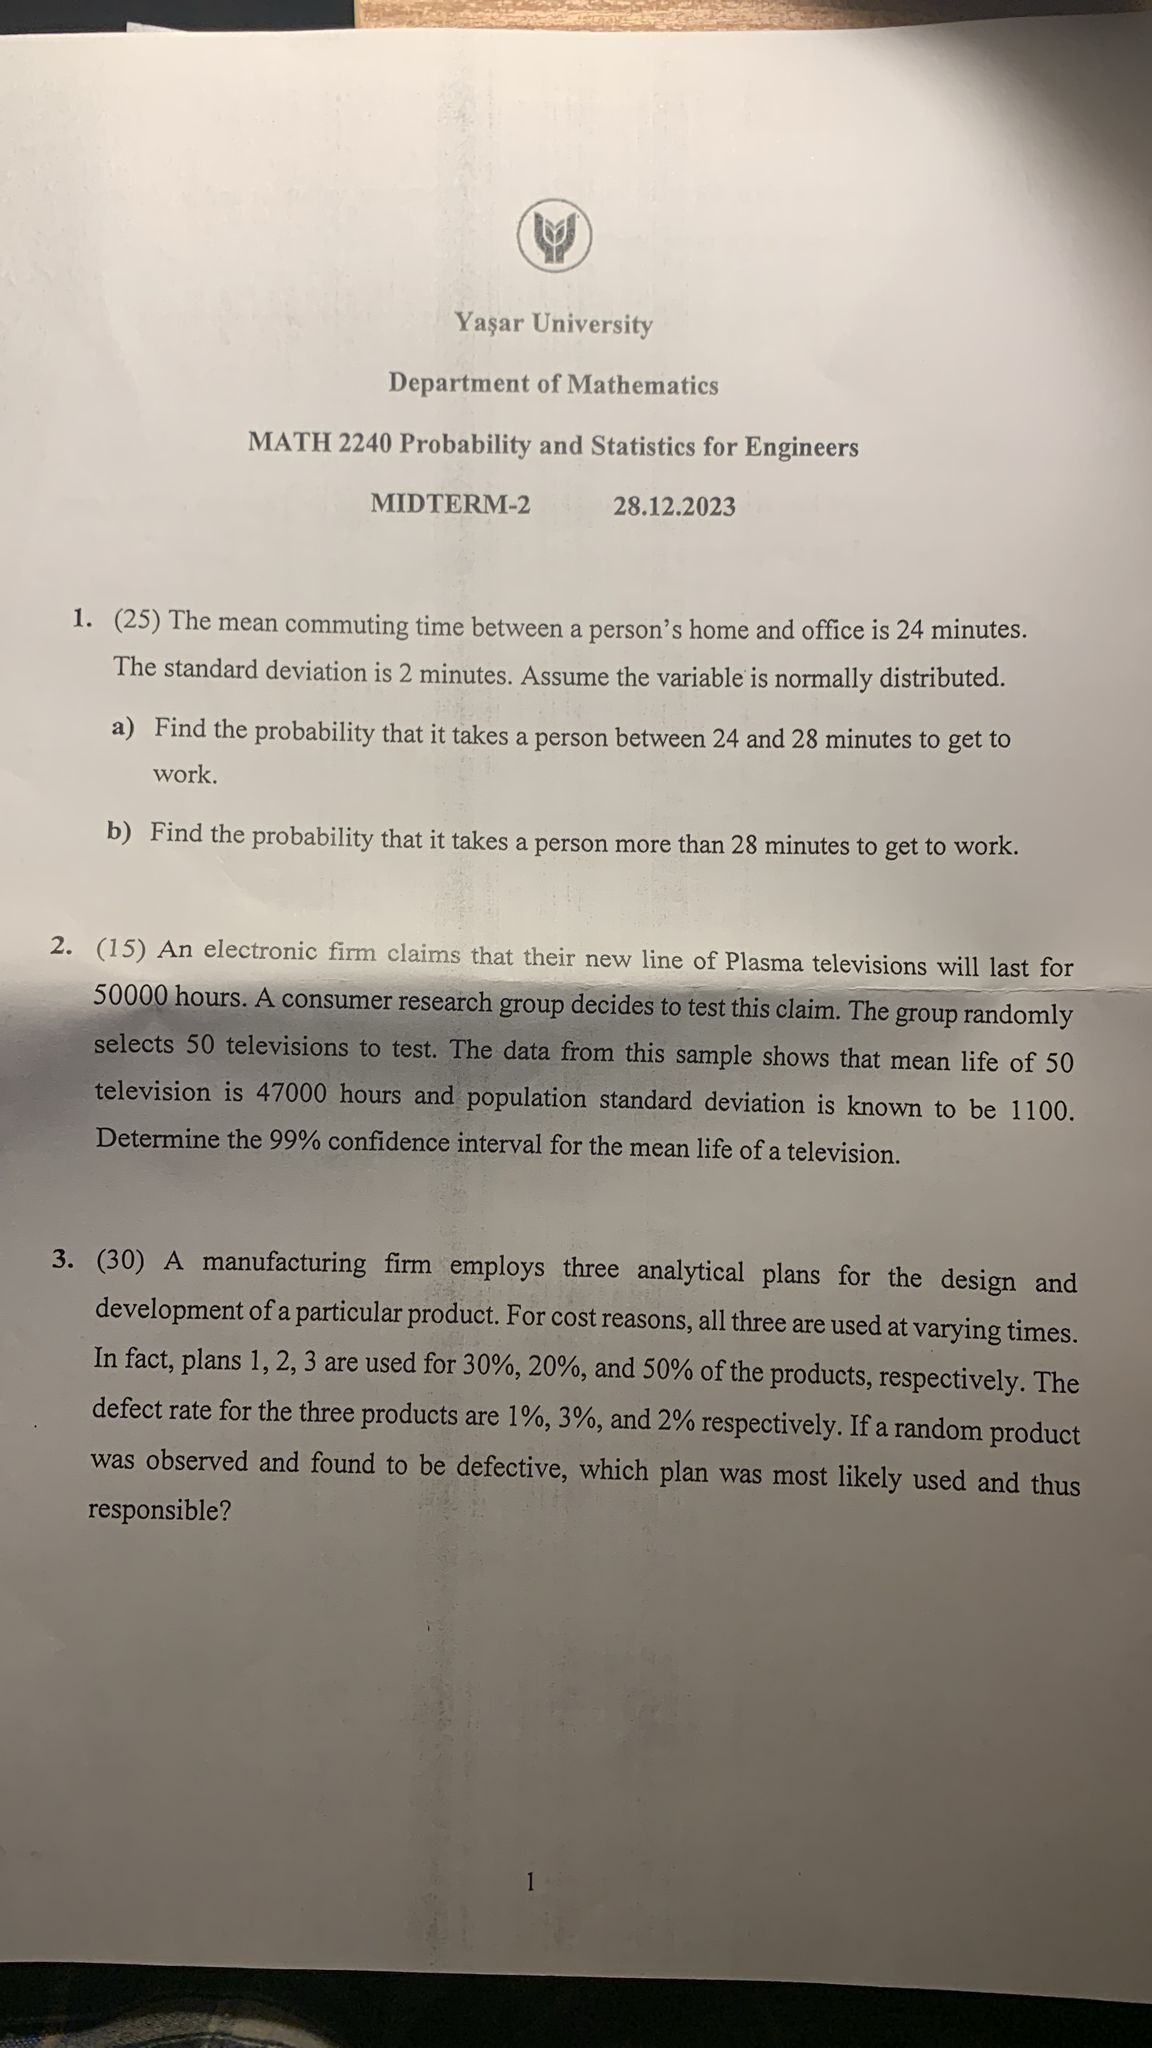 Yaşar University
Department of Mathematics
MATH 2240 Probability and Statistics for Engineers
MIDTERM-2 28.12.2023
1. (25) The mean commuting time between a person's home and office is 24 minutes.
The standard deviation is 2 minutes. Assume the variable is normally distributed.
a) Find the probability that it takes a person between 24 and 28 minutes to get to
work.
b) Find the probability that it takes a person more than 28 minutes to get to work.
2. (15) An electronic firm claims that their new line of Plasma televisions will last for
50000 hours. A consumer research group decides to test this claim. The group randomly
selects 50 televisions to test. The data from this sample shows that mean life of 50
television is 47000 hours and population standard deviation is known to be 1100.
Determine the 99% confidence interval for the mean life of a television.
3. (30) A manufacturing firm employs three analytical plans for the design and
development of a particular product. For cost reasons, all three are used at varying times.
In fact, plans 1, 2, 3 are used for 30%, 20%, and 50% of the products, respectively. The
defect rate for the three products are 1%, 3%, and 2% respectively. If a random product
was observed and found to be defective, which plan was most likely used and thus
responsible?
1